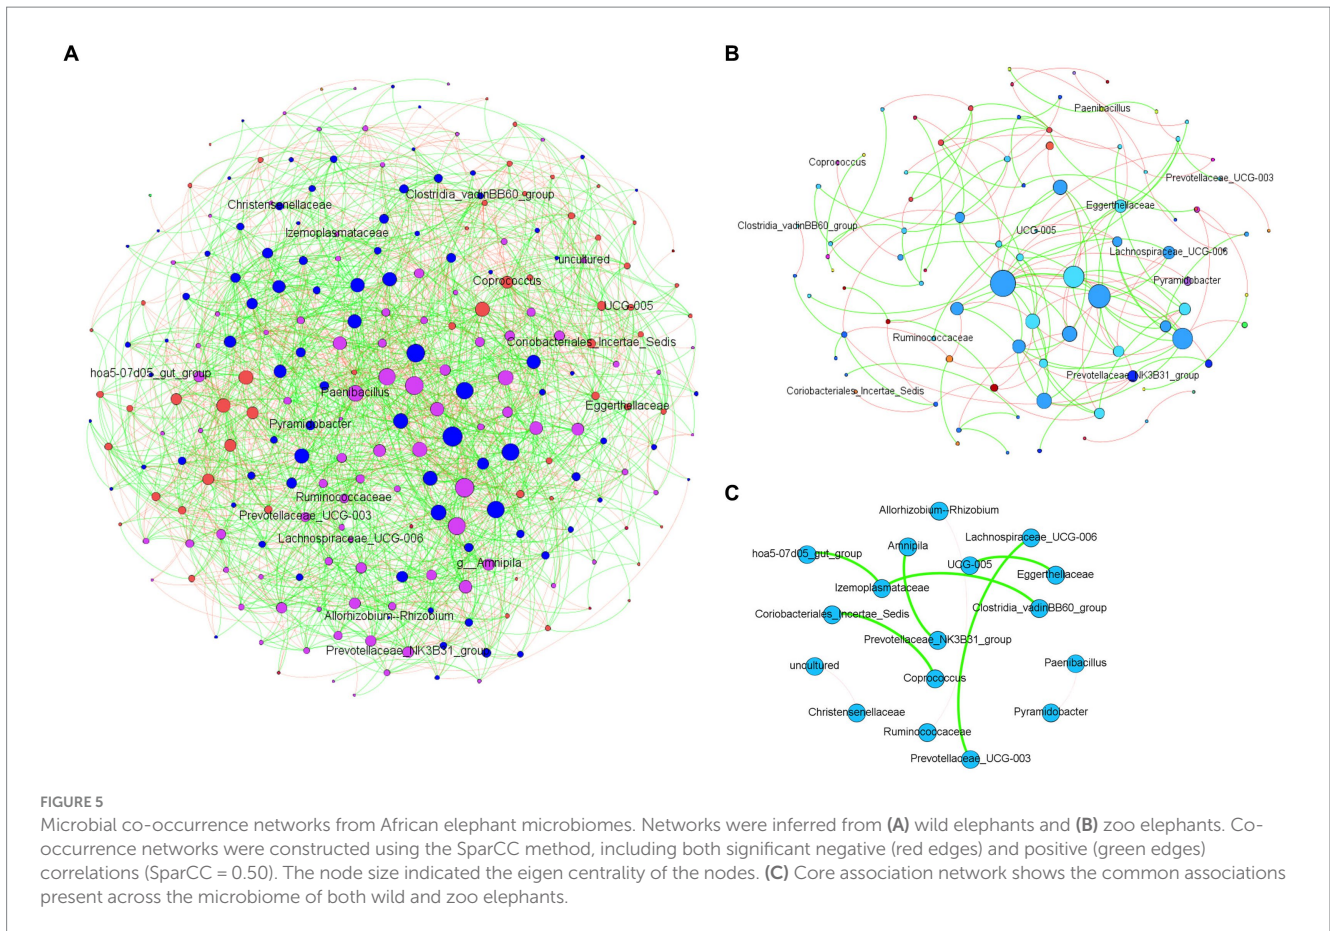 A
Clostridia_vadinBB60_group
Christensenellaceae
Izemoplasmataceae
uncultured
Coprococcus
UCG-005
Coriobacteriales_Incertae_Sedis
hoa5-07d05_gut_group
Paenibacillus
Eggerthellaceae
Pyramidobacter
Ruminococcaceae
Prevotellaceae_UCG-003
Lachnospiraceae_UCG-006
g__Amnipila
Allorhizobium--Rhizobium
Prevotellaceae_NK3B31_group
B
Paenibacillus
Coprococcus
Prevotellaceae_UCG-003
Eggerthellaceae
Clostridia_vadinBB60_group
UCG-005
Lachnospiraceae_UCG-006
Pyramidobacter
Ruminococcaceae
Prevotellaceae_NK3B31_group
Coriobacteriales_Incertae_Sedis
C
Allorhizobium--Rhizobium
Lachnospiraceae_UCG-006
Amnipila
hoa5-07d05_gut_group
UCG-005
Eggerthellaceae
Izemoplasmataceae
Clostridia_vadinBB60_group
Coriobacteriales_Incertae_Sedis
Prevotellaceae_NK3B31_group
uncultured
Paenibacillus
Coprococcus
Christensenellaceae
Pyramidobacter
Ruminococcaceae
Prevotellaceae_UCG-003
FIGURE 5
Microbial co-occurrence networks from African elephant microbiomes. Networks were inferred from (A) wild elephants and (B) zoo elephants. Co-
occurrence networks were constructed using the SparCC method, including both significant negative (red edges) and positive (green edges)
correlations (SparCC = 0.50). The node size indicated the eigen centrality of the nodes. (C) Core association network shows the common associations
present across the microbiome of both wild and zoo elephants.